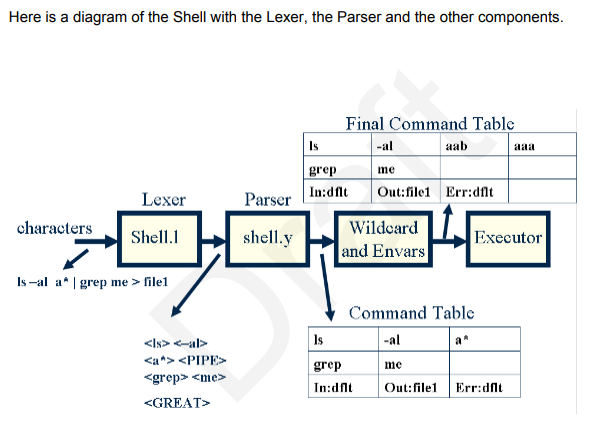 Here is a diagram of the Shell with the Lexer, the Parser and the other components.
Draft
Final Command Table
ls -al aab aaa
grep me
In:dflt Out:file1 Err:dflt
Lexer Parser
characters
Shell.l shell.y Wildcard and Envars Executor
ls –al a* | grep me > file1
Command Table
<ls> <–al>
<a*> <PIPE>
<grep> <me>
<GREAT>
ls -al a*
grep me
In:dflt Out:file1 Err:dflt